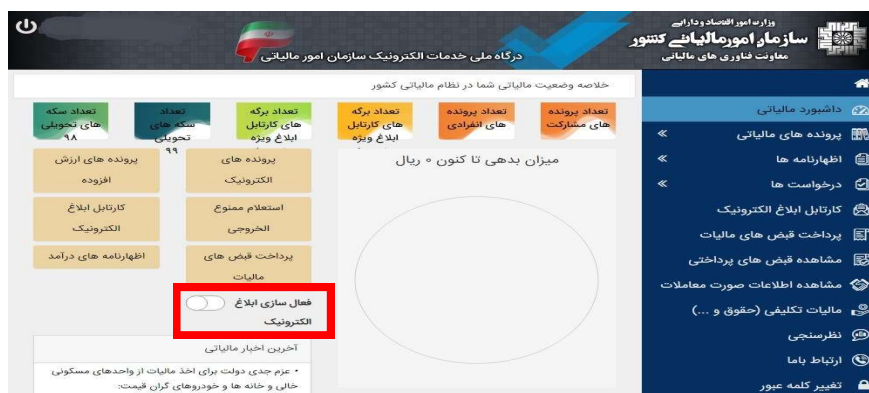 وزارت امور اقتصاد و دارایی
سازمان امور مالیاتی کشور
معاونت فناوری های مالیاتی
درگاه ملی خدمات الکترونیک سازمان امور مالیاتی
داشبورد مالیاتی
پرونده های مالیاتی
اظهارنامه ها
درخواست ها
کارتابل ابلاغ الکترونیک
پرداخت قبض های مالیات
مشاهده قبض های پرداختی
مشاهده اطلاعات صورت معاملات
مالیات تکلیفی (حقوق و ...)
نظرسنجی
ارتباط باما
تغییر کلمه عبور
خلاصه وضعیت مالیاتی شما در نظام مالیاتی کشور
تعداد پرونده
های مشارکت
تعداد پرونده
های انفرادی
تعداد برگه
های کارتابل
ابلاغ ویژه
تعداد برگه
های کارتابل
ابلاغ ویژه
تعداد
سکه های
تحویلی
۹۹
تعداد سکه
های تحویلی
۹۸
میزان بدهی تا کنون ۰ ریال
پرونده های
الکترونیک
پرونده های ارزش
افزوده
استعلام ممنوع
الخروجی
کارتابل ابلاغ
الکترونیک
پرداخت قبض های
مالیات
اظهارنامه های درآمد
فعال سازی ابلاغ
الکترونیک
آخرین اخبار مالیاتی
• عزم جدی دولت برای اخذ مالیات از واحدهای مسکونی
خالی و خانه ها و خودروهای گران قیمت: